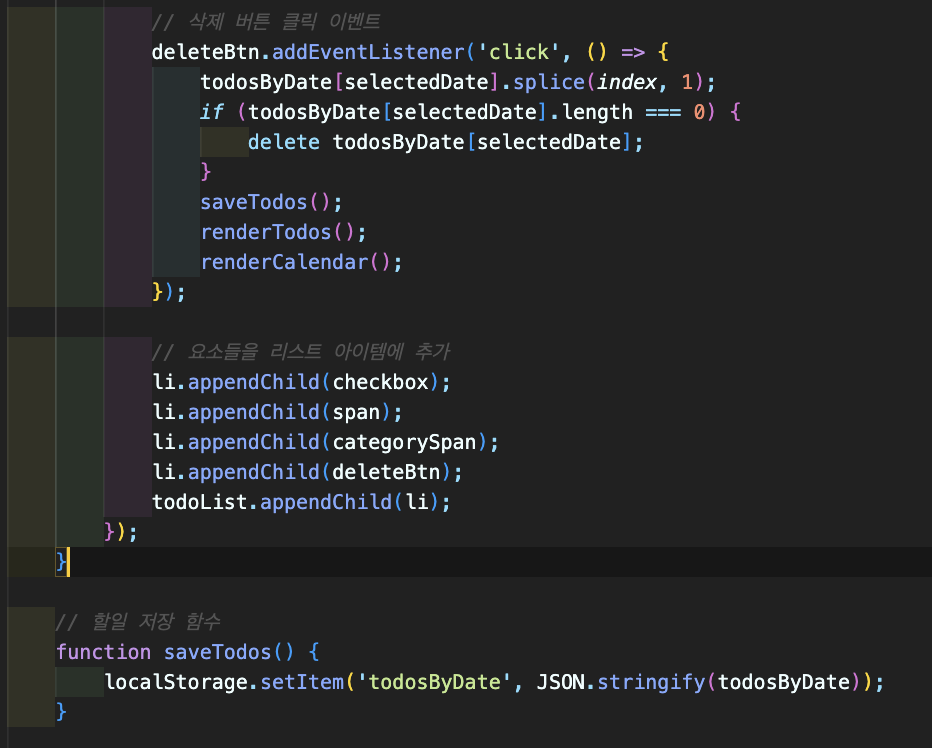 // 삭제 버튼 클릭 이벤트
deleteBtn.addEventListener('click', () => {
todosByDate[selectedDate].splice(index, 1);
if (todosByDate[selectedDate].length === 0) {
delete todosByDate[selectedDate];
}
saveTodos();
renderTodos();
renderCalendar();
});
// 요소들을 리스트 아이템에 추가
li.appendChild(checkbox);
li.appendChild(span);
li.appendChild(categorySpan);
li.appendChild(deleteBtn);
todoList.appendChild(li);
});
}
// 할일 저장 함수
function saveTodos() {
localStorage.setItem('todosByDate', JSON.stringify(todosByDate));
}